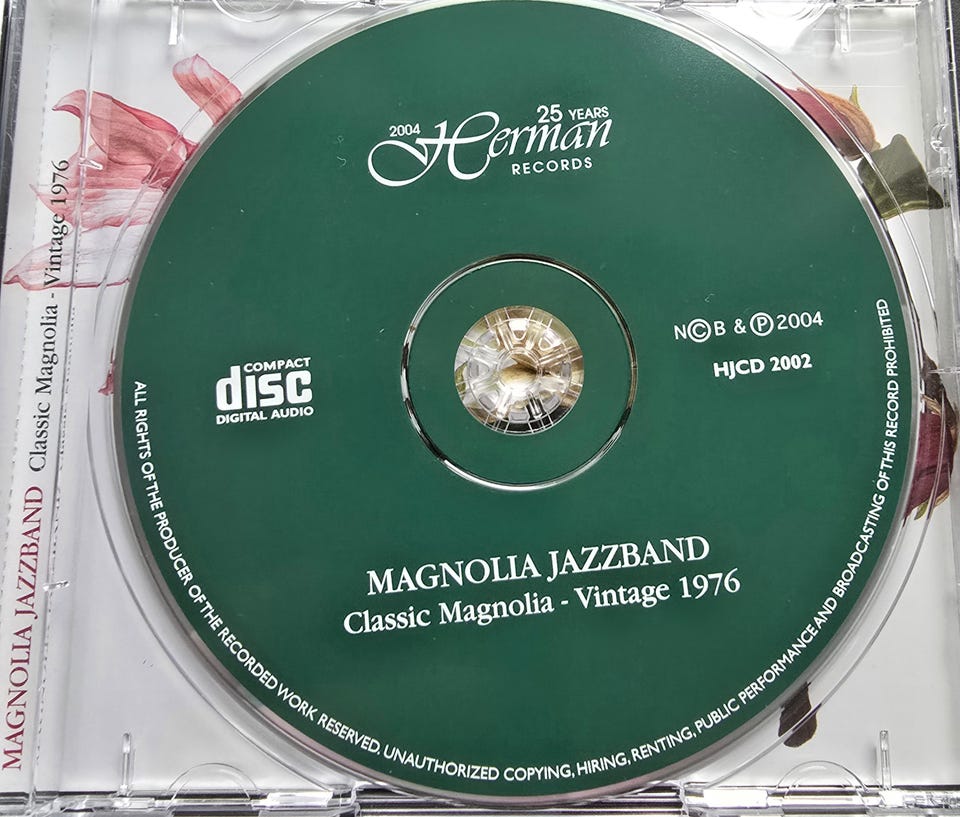 2004 25 YEARS
Herman
RECORDS
NⒸB & Ⓟ 2004
HJCD 2002
COMPACT
disc
DIGITAL AUDIO
MAGNOLIA JAZZBAND
Classic Magnolia - Vintage 1976
ALL RIGHTS OF THE PRODUCER OF THE RECORDED WORK RESERVED. UNAUTHORIZED COPYING, HIRING, RENTING, PUBLIC PERFORMANCE AND BROADCASTING OF THIS RECORD PROHIBITED
MAGNOLIA JAZZBAND Classic Magnolia - Vintage 1976